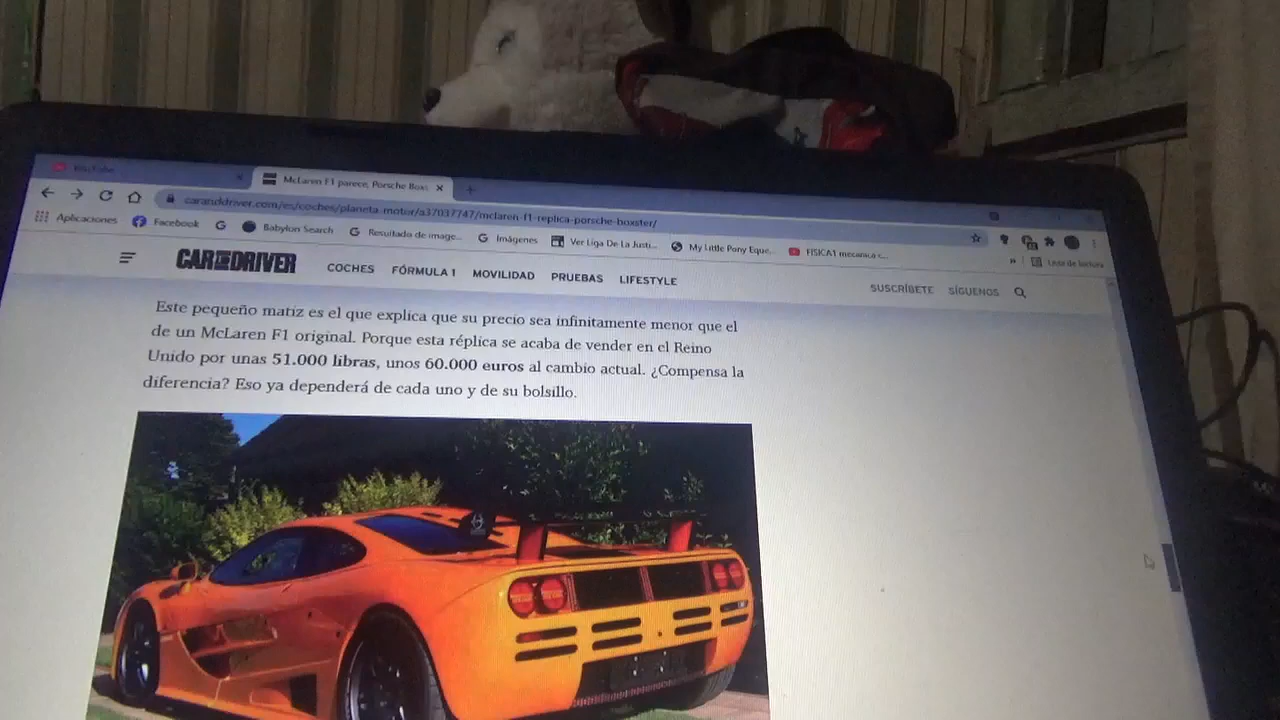 YouTube
McLaren F1 parece, Porsche Boxs
caranddriver.com/es/coches/planeta-motor/a37037747/mclaren-f1-replica-porsche-boxster/
Aplicaciones Facebook Babylon Search Resultado de image... Imágenes Ver Liga De La Justi... My Little Pony Eque... FISICA1 mecanica c... » Lista de lectura
CAR AND DRIVER COCHES FÓRMULA 1 MOVILIDAD PRUEBAS LIFESTYLE SUSCRÍBETE SÍGUENOS
Este pequeño matiz es el que explica que su precio sea infinitamente menor que el
de un McLaren F1 original. Porque esta réplica se acaba de vender en el Reino
Unido por unas 51.000 libras, unos 60.000 euros al cambio actual. ¿Compensa la
diferencia? Eso ya dependerá de cada uno y de su bolsillo.